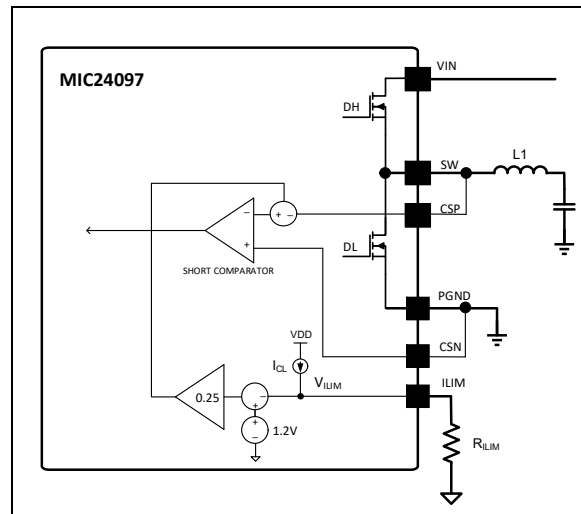 MIC24097
VIN
DH
SW
L1
CSP
− + + −
DL
SHORT COMPARATOR
PGND
VDD
CSN
ICL
VILIM
ILIM
0.25
− +
+ −
1.2V
RILIM